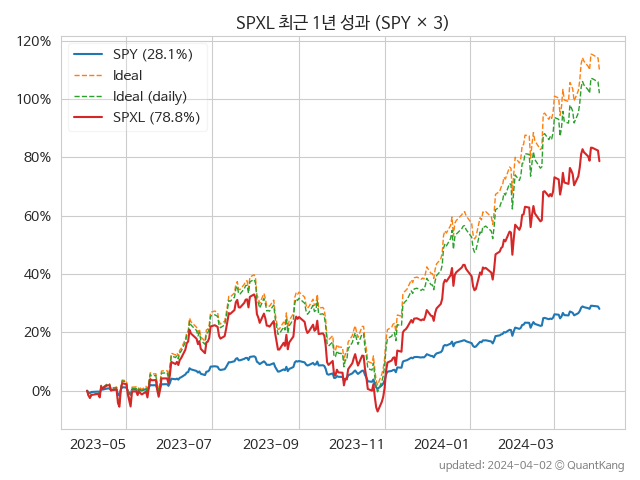 SPXL 최근 1년 성과 (SPY × 3)
120%
100%
80%
60%
40%
20%
0%
SPY (28.1%)
Ideal
Ideal (daily)
SPXL (78.8%)
2023-05
2023-07
2023-09
2023-11
2024-01
2024-03
updated: 2024-04-02 ⓒ QuantKang